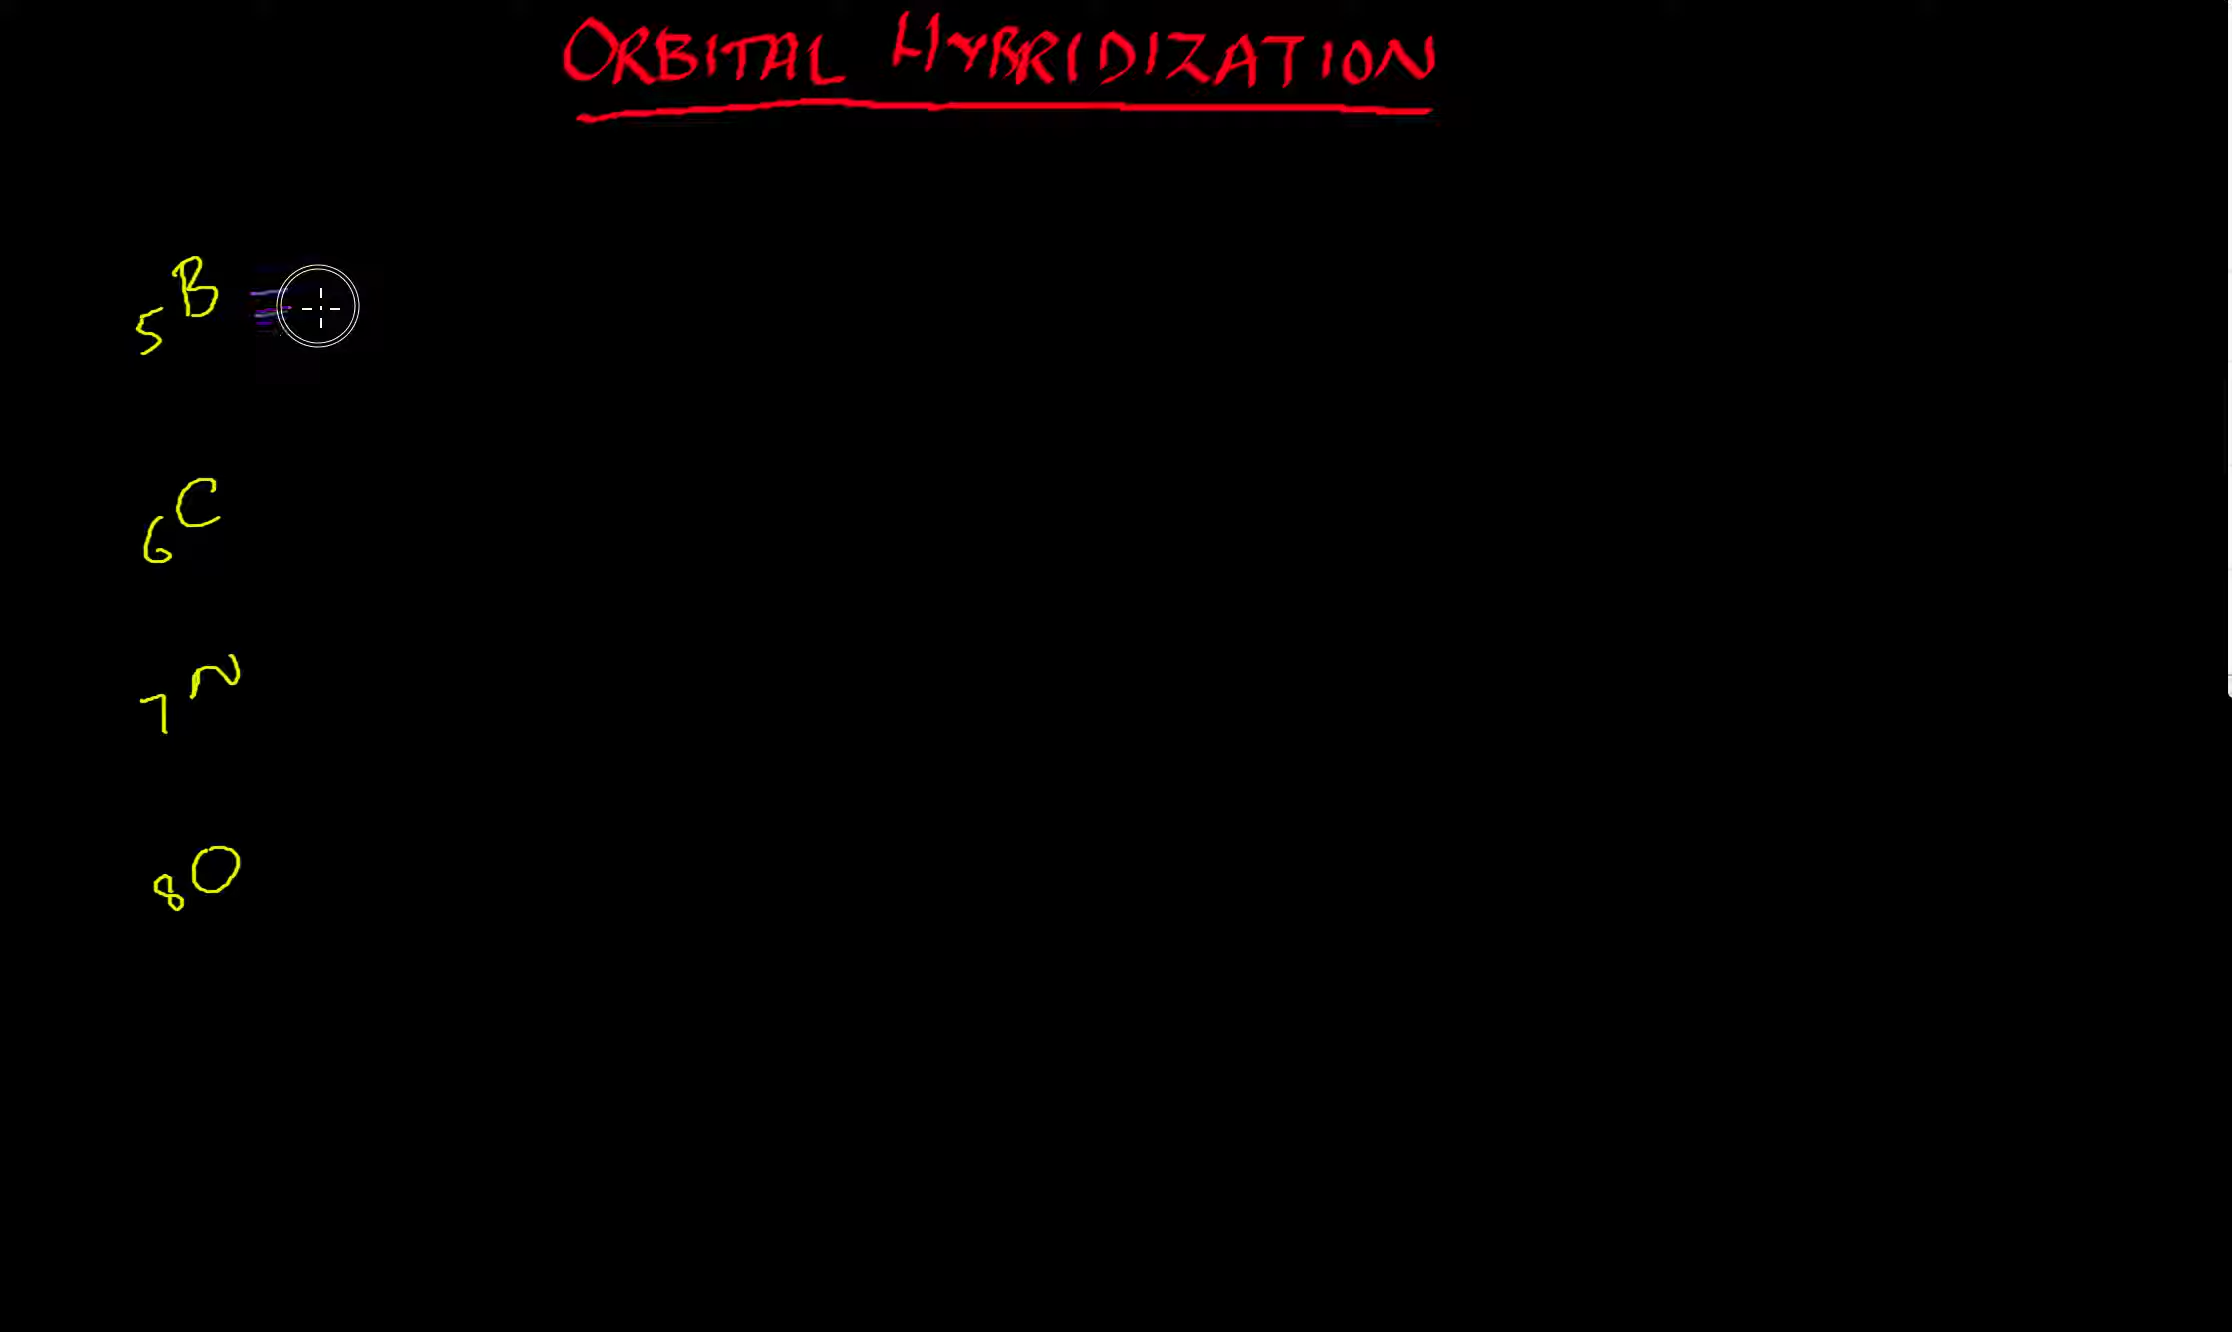 ORBITAL HYBRIDIZATION
5B =
6C
7N
8O